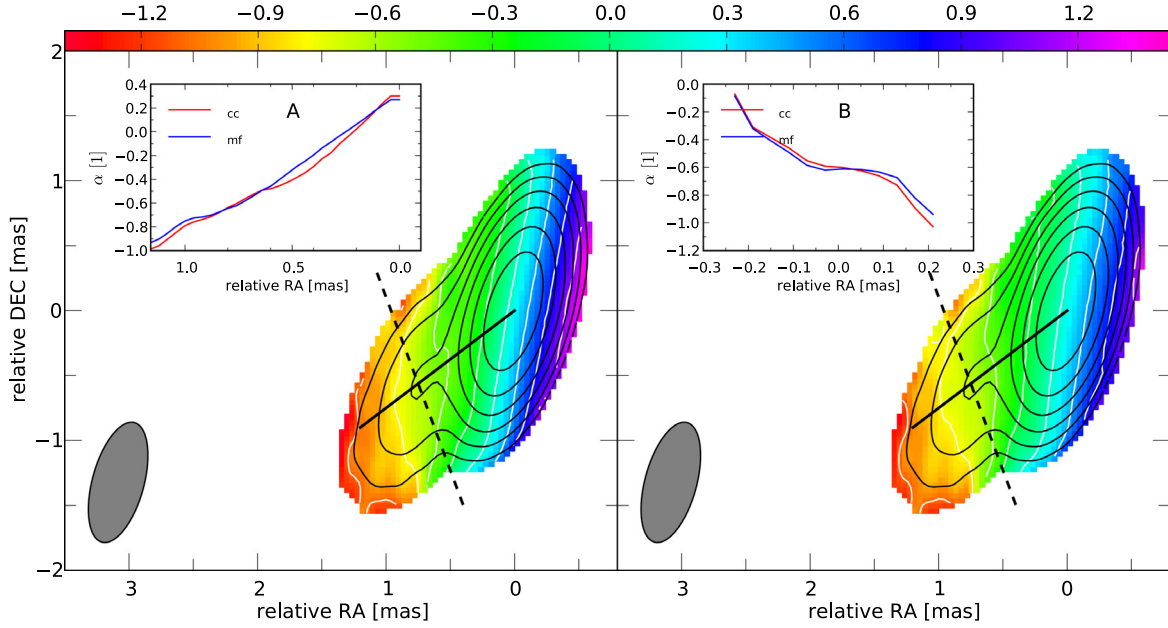 −1.2 −0.9 −0.6 −0.3 0.0 0.3 0.6 0.9 1.2
2
1
0
−1
−2
relative DEC [mas]
3 2 1 0
relative RA [mas]
3 2 1 0
relative RA [mas]
A
cc
mf
0.4
0.2
0.0
−0.2
−0.4
−0.6
−0.8
−1.0
α [1]
1.0 0.5 0.0
relative RA [mas]
B
cc
mf
−0.0
−0.2
−0.4
−0.6
−0.8
−1.0
−1.2
α [1]
−0.3 −0.2 −0.1 0.0 0.1 0.2 0.3
relative RA [mas]